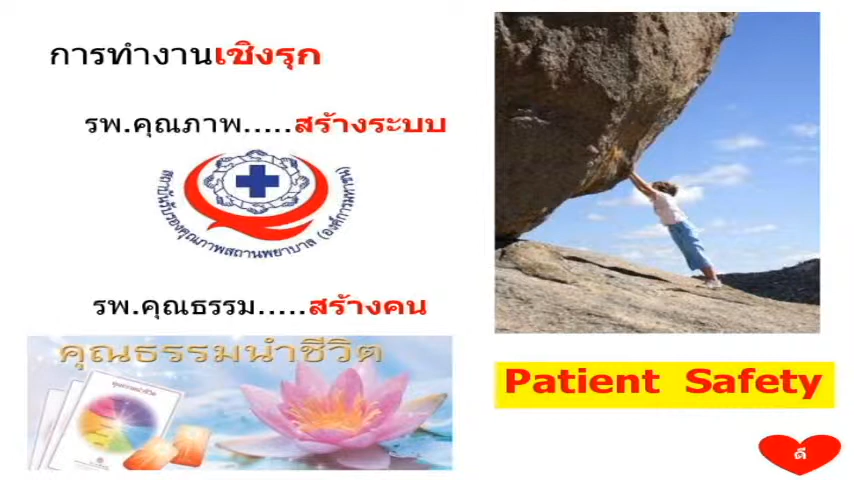 การทำงานเชิงรุก
รพ.คุณภาพ.....สร้างระบบ
สถาบันรับรองคุณภาพสถานพยาบาล (องค์การมหาชน)
รพ.คุณธรรม.....สร้างคน
คุณธรรมนำชีวิต
Patient Safety
ดี